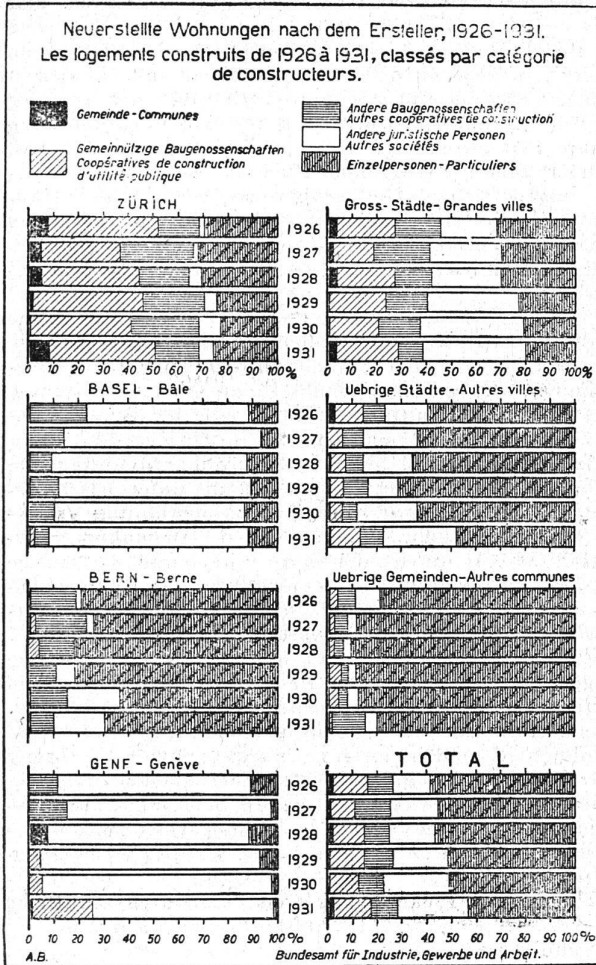 Neuerstellte Wohnungen nach dem Ersteller, 1926-1931.
Les logements construits de 1926 à 1931, classés par catégorie
de constructeurs.
Gemeinde - Communes
Gemeinnützige Baugenossenschaften
Coopératives de construction
d'utilité publique
Andere Baugenossenschaften
Autres coopératives de construction
Andere juristische Personen
Autres sociétés
Einzelpersonen - Particuliers
ZÜRICH
Gross-Städte-Grandes villes
1926
1927
1928
1929
1930
1931
0 10 20 30 40 50 60 70 80 90 100%
0 10 20 30 40 50 60 70 80 90 100%
BASEL - Bâle
Uebrige Städte - Autres villes
1926
1927
1928
1929
1930
1931
BERN - Berne
Uebrige Gemeinden-Autres communes
1926
1927
1928
1929
1930
1931
GENF - Genève
TOTAL
1926
1927
1928
1929
1930
1931
0 10 20 30 40 50 60 70 80 90 100%
0 10 20 30 40 50 60 70 80 90 100%
A.B.
Bundesamt für Industrie, Gewerbe und Arbeit.